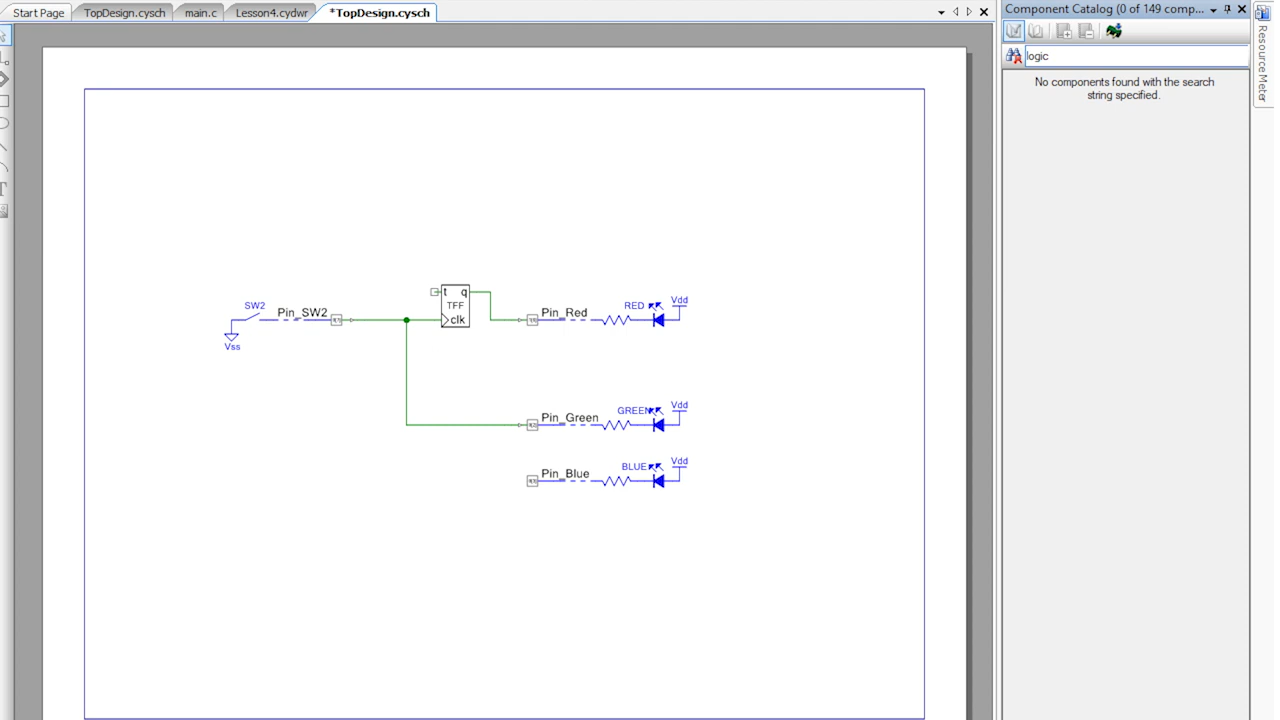 Start Page
TopDesign.cysch
main.c
Lesson4.cydwr
*TopDesign.cysch
Component Catalog (0 of 149 comp...
logic
No components found with the search
string specified.
Resource Meter
t q
TFF
clk
SW2
Pin_SW2
Vss
Pin_Red
RED
Vdd
Pin_Green
GREEN
Vdd
Pin_Blue
BLUE
Vdd